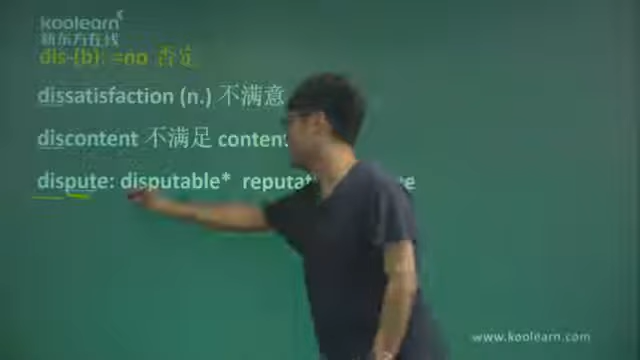 koolearn
新东方在线
dis-(b): =no 否定
dissatisfaction (n.) 不满意
discontent 不满足 content
dispute: disputable*
www.koolearn.com